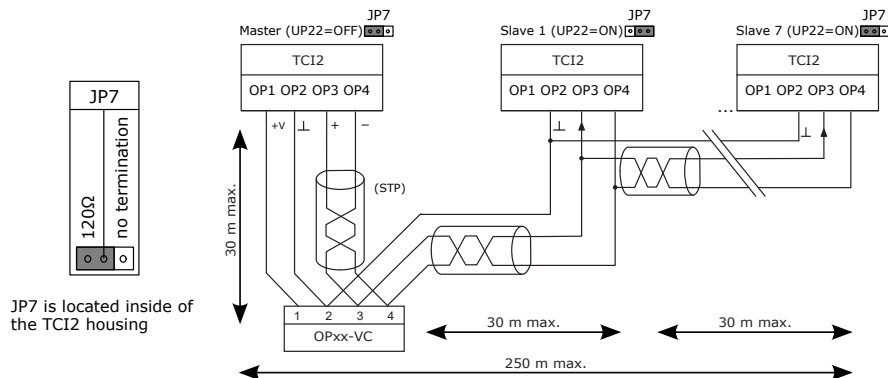 JP7
120Ω
no termination
JP7 is located inside of
the TCI2 housing
Master (UP22=OFF)
JP7
TCI2
OP1 OP2 OP3 OP4
+V ⊥ + −
(STP)
30 m max.
1 2 3 4
OPxx-VC
Slave 1 (UP22=ON)
JP7
TCI2
OP1 OP2 OP3 OP4
⊥
...
Slave 7 (UP22=ON)
JP7
TCI2
OP1 OP2 OP3 OP4
⊥
30 m max.
30 m max.
250 m max.